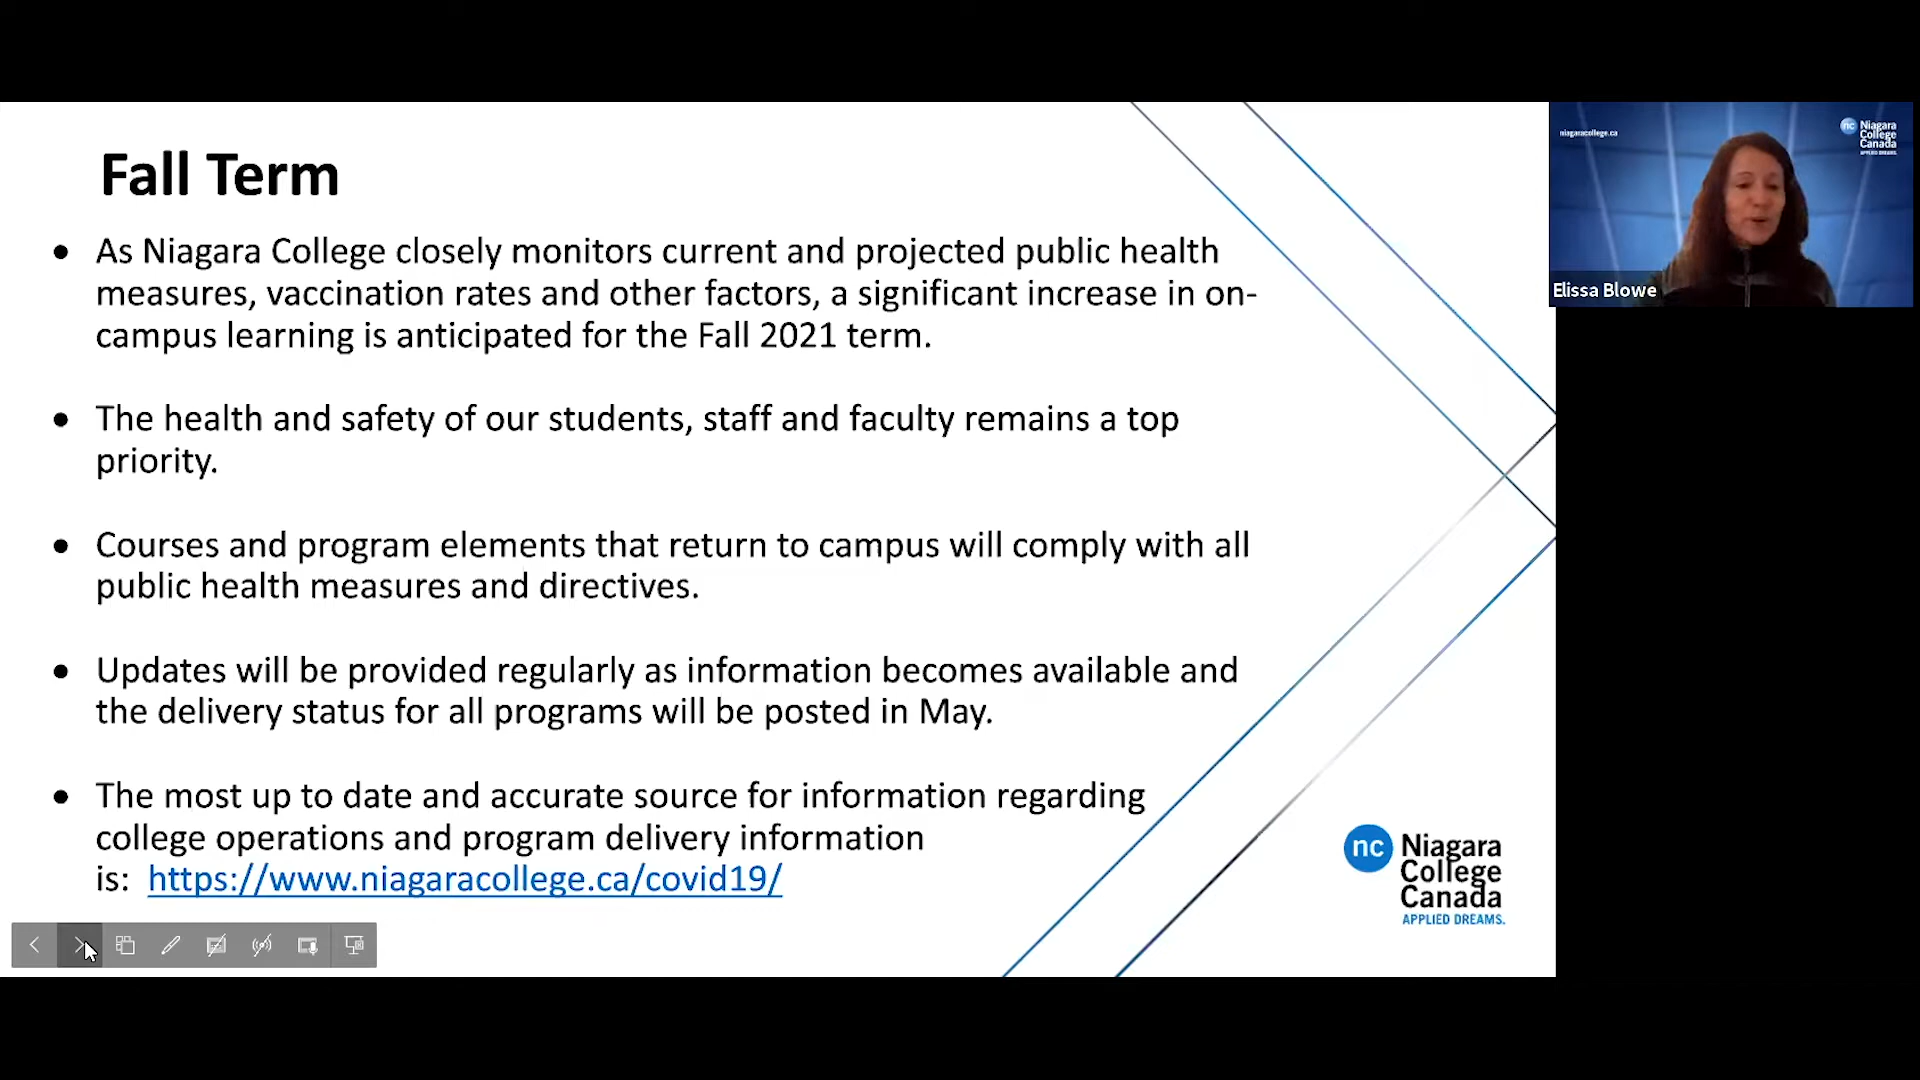 Fall Term
• As Niagara College closely monitors current and projected public health
measures, vaccination rates and other factors, a significant increase in on-
campus learning is anticipated for the Fall 2021 term.
• The health and safety of our students, staff and faculty remains a top
priority.
• Courses and program elements that return to campus will comply with all
public health measures and directives.
• Updates will be provided regularly as information becomes available and
the delivery status for all programs will be posted in May.
• The most up to date and accurate source for information regarding
college operations and program delivery information
is: https://www.niagaracollege.ca/covid19/
nc
Niagara
College
Canada
APPLIED DREAMS.
niagaracollege.ca
nc
Niagara
College
Canada
APPLIED DREAMS.
Elissa Blowe